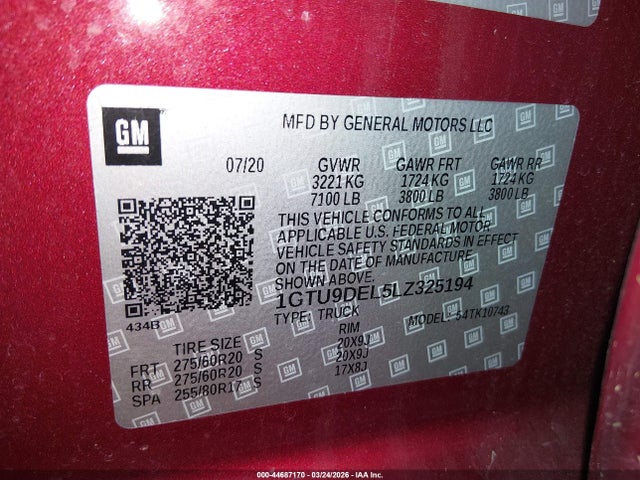 GM
MFD BY GENERAL MOTORS LLC
07/20 GVWR GAWR FRT GAWR RR
3221 KG 1724 KG 1724 KG
7100 LB 3800 LB 3800 LB
THIS VEHICLE CONFORMS TO ALL
APPLICABLE U.S. FEDERAL MOTOR
VEHICLE SAFETY STANDARDS IN EFFECT
ON THE DATE OF MANUFACTURE
SHOWN ABOVE.
1GTU9DEL5LZ325194
TYPE: TRUCK MODEL: 54TK10743
434B
TIRE SIZE RIM
FRT 275/60R20 S 20X9J
RR 275/60R20 S 20X9J
SPA 255/80R17 S 17X8J
000-44687170 - 03/24/2026 - IAA Inc.